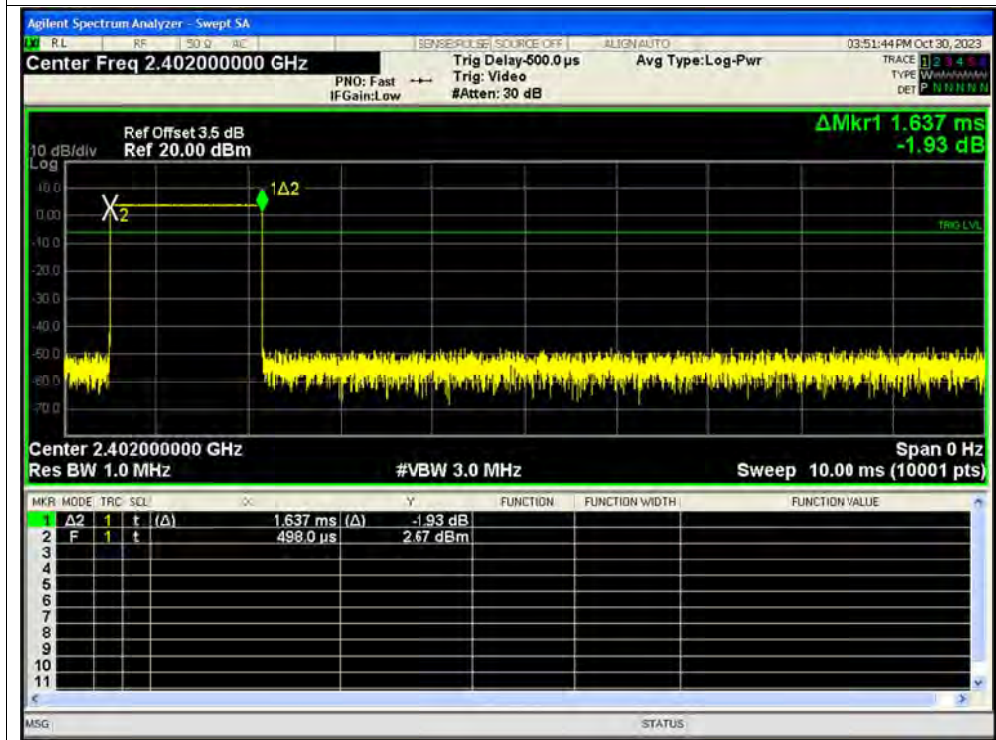 Agilent Spectrum Analyzer - Swept SA
RL RF 50 Ω AC SENSE:PULSE SOURCE OFF ALIGN AUTO 03:51:44 PM Oct 30, 2023
Center Freq 2.402000000 GHz Trig Delay-500.0 µs Avg Type:Log-Pwr TRACE 1 2 3 4 5 6
PNO: Fast Trig: Video TYPE W
IFGain:Low #Atten: 30 dB DET P N N N N N
ΔMkr1 1.637 ms
Ref Offset 3.5 dB
10 dB/div Ref 20.00 dBm -1.93 dB
Log
10.0
1Δ2
2
0.00
TRIG LVL
-10.0
-20.0
-30.0
-40.0
-50.0
-60.0
-70.0
Center 2.402000000 GHz Span 0 Hz
Res BW 1.0 MHz #VBW 3.0 MHz Sweep 10.00 ms (10001 pts)
MKR MODE TRC SCL X Y FUNCTION FUNCTION WIDTH FUNCTION VALUE
1 Δ2 1 t (Δ) 1.637 ms (Δ) -1.93 dB
2 F 1 t 498.0 µs 2.67 dBm
3
4
5
6
7
8
9
10
11
MSG STATUS